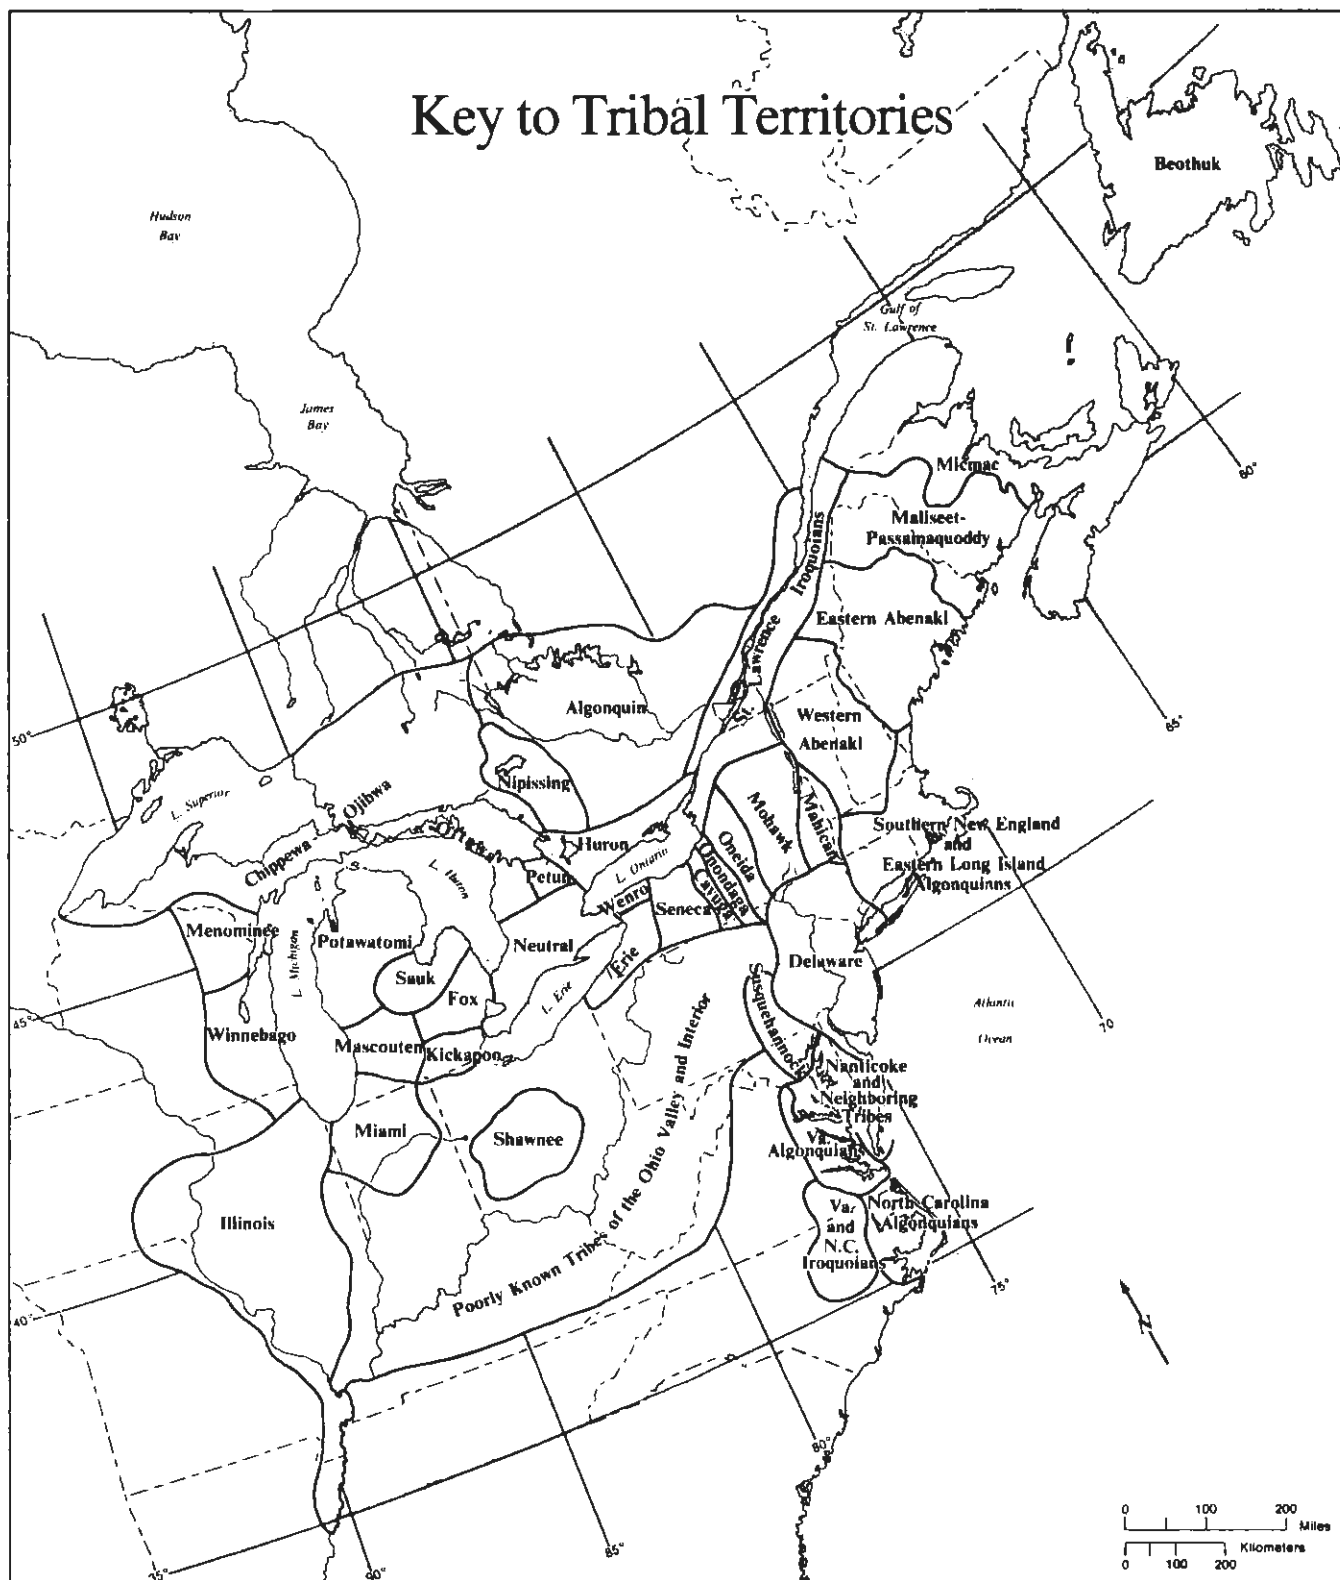 Key to Tribal Territories
Beothuk
Hudson
Bay
Gulf of
St. Lawrence
James
Bay
Micmac
60°
Maliseet-
Passamaquoddy
Iroquoians
Eastern Abenaki
Lawrence
St.
Algonquin
Western
Abenaki
65°
50°
Nipissing
L. Superior
Ojibwa
Chippewa
Ottawa
Huron
L. Ontario
Mohawk
Mahican
Southern New England
and
Eastern Long Island
Algonquians
L. Huron
Petun
Oneida
Onondaga
Cayuga
Wenro
Seneca
Menominee
Potawatomi
L. Michigan
Neutral
Erie
Delaware
Sauk
Fox
L. Erie
Susquehannock
Atlantic
Ocean
45°
70
Winnebago
Mascouten
Kickapoo
Nanticoke
and
Neighboring
Tribes
Miami
Shawnee
Va.
Algonquians
Poorly Known Tribes of the Ohio Valley and Interior
Illinois
North Carolina
Algonquians
Va.
and
N.C.
Iroquoians
75°
40°
N
80°
85°
90°
35°
0 100 200
Miles
Kilometers
0 100 200